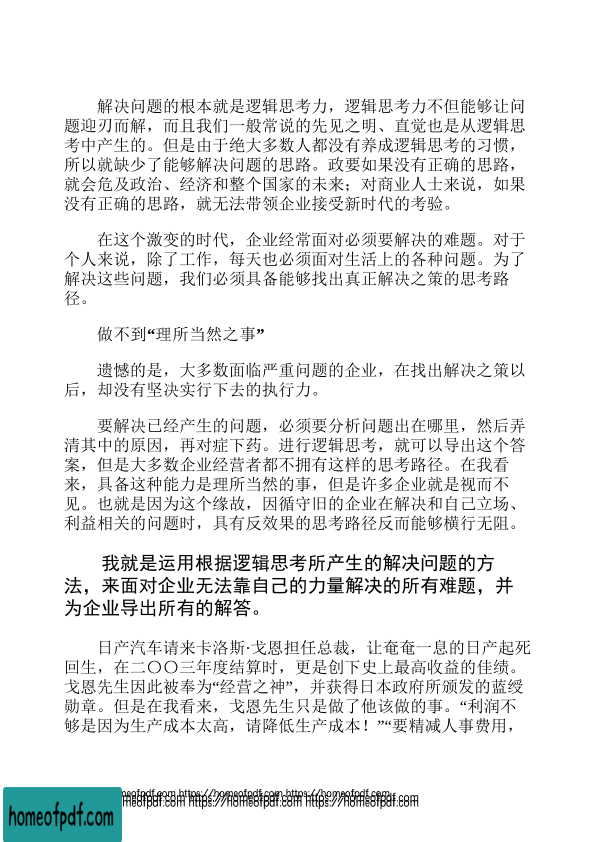 解决问题的根本就是逻辑思考力，逻辑思考力不但能够让问
题迎刃而解，而且我们一般常说的先见之明、直觉也是从逻辑思
考中产生的。但是由于绝大多数人都没有养成逻辑思考的习惯，
所以就缺少了能够解决问题的思路。政要如果没有正确的思路，
就会危及政治、经济和整个国家的未来；对商业人士来说，如果
没有正确的思路，就无法带领企业接受新时代的考验。
在这个激变的时代，企业经常面对必须要解决的难题。对于
个人来说，除了工作，每天也必须面对生活上的各种问题。为了
解决这些问题，我们必须具备能够找出真正解决之策的思考路
径。
做不到“理所当然之事”
遗憾的是，大多数面临严重问题的企业，在找出解决之策以
后，却没有坚决实行下去的执行力。
要解决已经产生的问题，必须要分析问题出在哪里，然后弄
清其中的原因，再对症下药。进行逻辑思考，就可以导出这个答
案，但是大多数企业经营者都不拥有这样的思考路径。在我看
来，具备这种能力是理所当然的事，但是许多企业就是视而不
见。也就是因为这个缘故，因循守旧的企业在解决和自己立场、
利益相关的问题时，具有反效果的思考路径反而能够横行无阻。
我就是运用根据逻辑思考所产生的解决问题的方
法，来面对企业无法靠自己的力量解决的所有难题，并
为企业导出所有的解答。
日产汽车请来卡洛斯·戈恩担任总裁，让奄奄一息的日产起死
回生，在二〇〇三年度结算时，更是创下史上最高收益的佳绩。
戈恩先生因此被奉为“经营之神”，并获得日本政府所颁发的蓝绶
勋章。但是在我看来，戈恩先生只是做了他该做的事。“利润不
够是因为生产成本太高，请降低生产成本！”“要精减人事费用，
homeofpdf.com https://homeofpdf.com https://homeofpdf.com
homeofpdf.com https://homeofpdf.com https://homeofpdf.com
homeofpdf.com